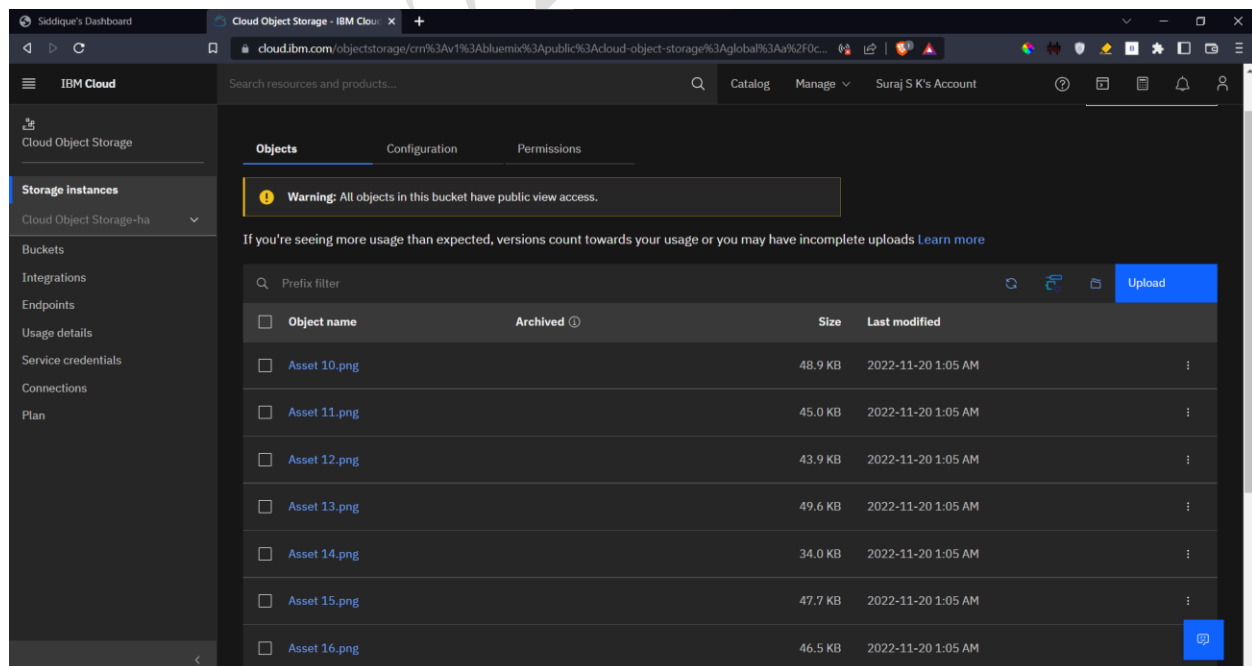 Siddique's Dashboard
Cloud Object Storage - IBM Clou
cloud.ibm.com/objectstorage/crn%3Av1%3Abluemix%3Apublic%3Acloud-object-storage%3Aglobal%3Aa%2F0c...
IBM Cloud
Search resources and products...
Catalog
Manage
Suraj S K's Account
Cloud Object Storage
Storage instances
Cloud Object Storage-ha
Buckets
Integrations
Endpoints
Usage details
Service credentials
Connections
Plan
Objects Configuration Permissions
Warning: All objects in this bucket have public view access.
If you're seeing more usage than expected, versions count towards your usage or you may have incomplete uploads Learn more
Prefix filter
Upload
Object name Archived Size Last modified
Asset 10.png 48.9 KB 2022-11-20 1:05 AM
Asset 11.png 45.0 KB 2022-11-20 1:05 AM
Asset 12.png 43.9 KB 2022-11-20 1:05 AM
Asset 13.png 49.6 KB 2022-11-20 1:05 AM
Asset 14.png 34.0 KB 2022-11-20 1:05 AM
Asset 15.png 47.7 KB 2022-11-20 1:05 AM
Asset 16.png 46.5 KB 2022-11-20 1:05 AM